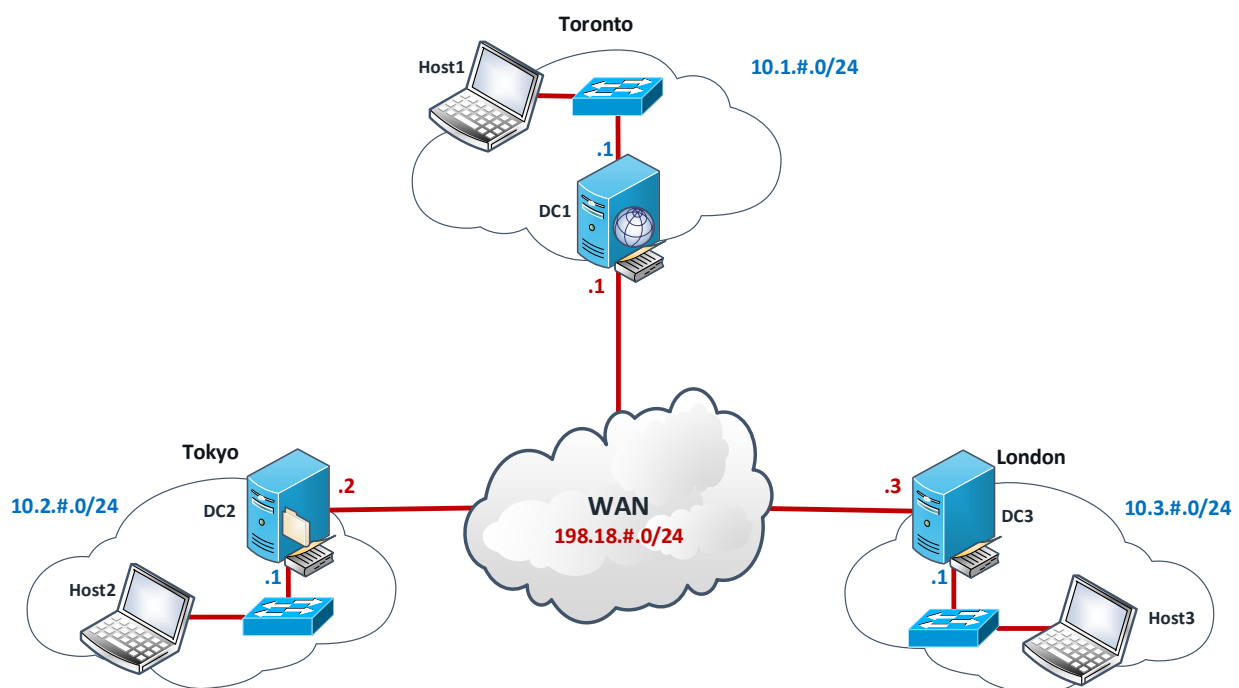 Toronto
Host1
10.1.#.0/24
.1
DC1
.1
Tokyo
10.2.#.0/24
DC2
.2
.1
Host2
WAN
198.18.#.0/24
London
.3
10.3.#.0/24
DC3
.1
Host3